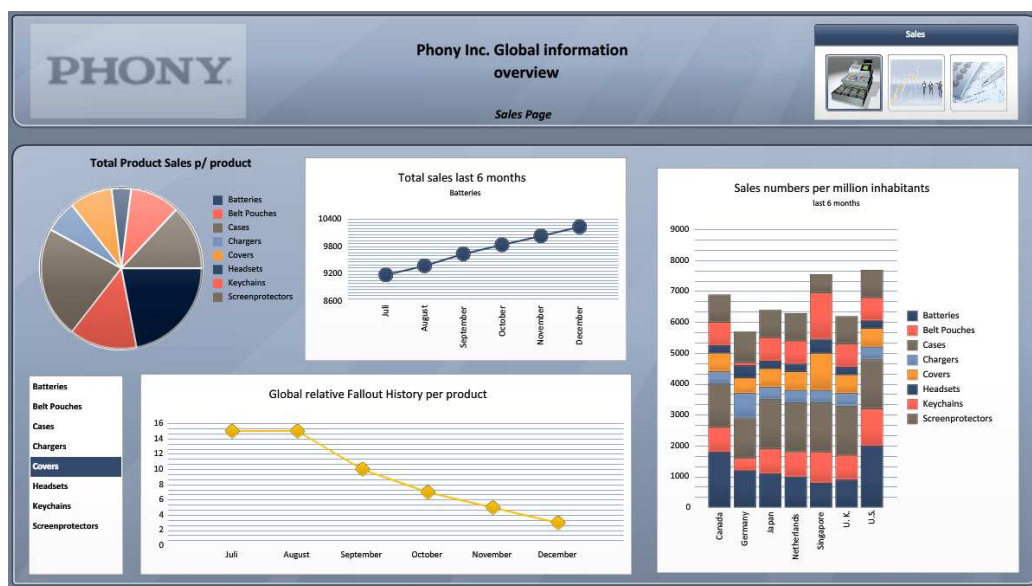 PHONY.
Phony Inc. Global information
overview
Sales Page
Sales
Total Product Sales p/ product
Batteries
Belt Pouches
Cases
Chargers
Covers
Headsets
Keychains
Screenprotectors
Total sales last 6 months
Batteries
10400
9800
9200
8600
Juli
August
September
October
November
December
Sales numbers per million inhabitants
last 6 months
9000
8000
7000
6000
5000
4000
3000
2000
1000
0
Canada
Germany
Japan
Netherlands
Singapore
U. K.
U.S.
Batteries
Belt Pouches
Cases
Chargers
Covers
Headsets
Keychains
Screenprotectors
Batteries
Belt Pouches
Cases
Chargers
Covers
Headsets
Keychains
Screenprotectors
Global relative Fallout History per product
16
14
12
10
8
6
4
2
0
Juli
August
September
October
November
December